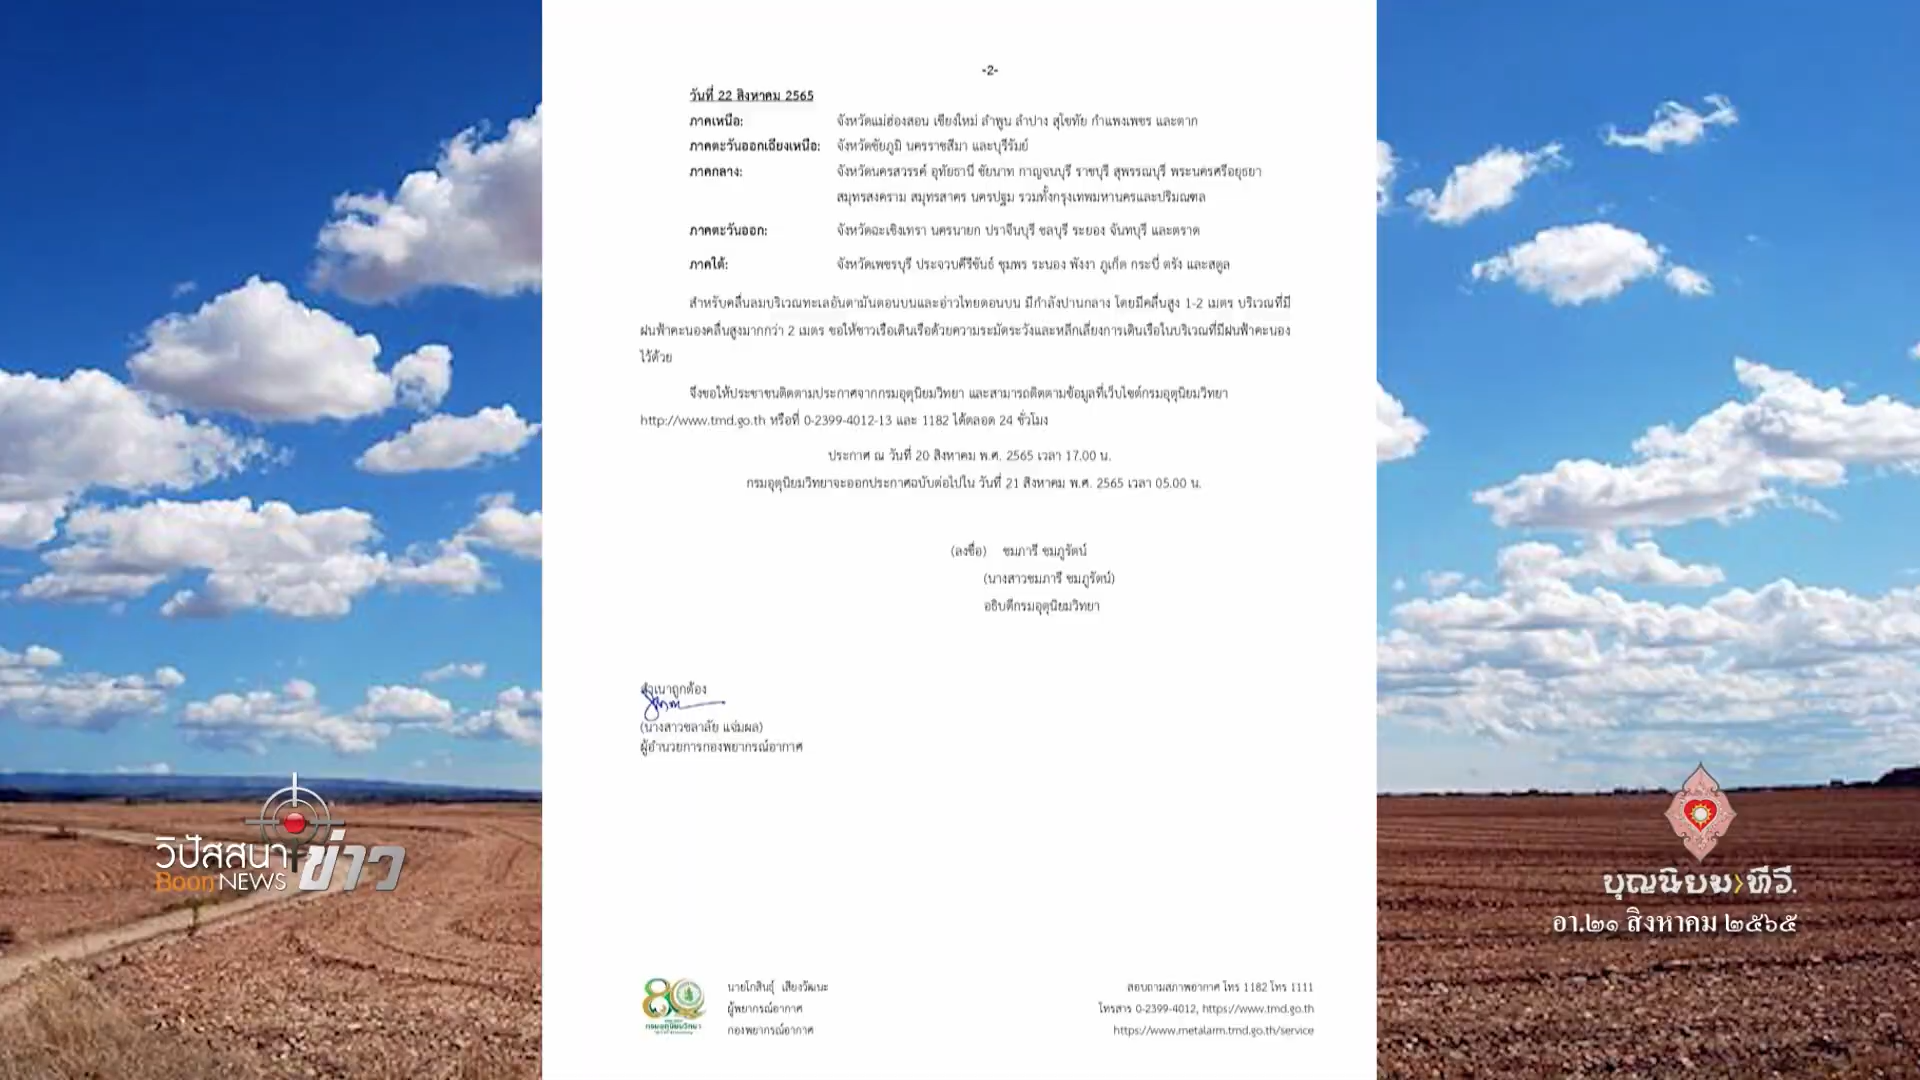 -2-
วันที่ 22 สิงหาคม 2565
ภาคเหนือ: จังหวัดแม่ฮ่องสอน เชียงใหม่ ลำพูน ลำปาง สุโขทัย กำแพงเพชร และตาก
ภาคตะวันออกเฉียงเหนือ: จังหวัดชัยภูมิ นครราชสีมา และบุรีรัมย์
ภาคกลาง: จังหวัดนครสวรรค์ อุทัยธานี ชัยนาท กาญจนบุรี ราชบุรี สุพรรณบุรี พระนครศรีอยุธยา
สมุทรสงคราม สมุทรสาคร นครปฐม รวมทั้งกรุงเทพมหานครและปริมณฑล
ภาคตะวันออก: จังหวัดฉะเชิงเทรา นครนายก ปราจีนบุรี ชลบุรี ระยอง จันทบุรี และตราด
ภาคใต้: จังหวัดเพชรบุรี ประจวบคีรีขันธ์ ชุมพร ระนอง พังงา ภูเก็ต กระบี่ ตรัง และสตูล
สำหรับคลื่นลมบริเวณทะเลอันดามันตอนบนและอ่าวไทยตอนบน มีกำลังปานกลาง โดยมีคลื่นสูง 1-2 เมตร บริเวณที่มี
ฝนฟ้าคะนองคลื่นสูงมากกว่า 2 เมตร ขอให้ชาวเรือเดินเรือด้วยความระมัดระวังและหลีกเลี่ยงการเดินเรือในบริเวณที่มีฝนฟ้าคะนอง
ไว้ด้วย
จึงขอให้ประชาชนติดตามประกาศจากกรมอุตุนิยมวิทยา และสามารถติดตามข้อมูลที่เว็บไซต์กรมอุตุนิยมวิทยา
http://www.tmd.go.th หรือที่ 0-2399-4012-13 และ 1182 ได้ตลอด 24 ชั่วโมง
ประกาศ ณ วันที่ 20 สิงหาคม พ.ศ. 2565 เวลา 17.00 น.
กรมอุตุนิยมวิทยาจะออกประกาศฉบับต่อไปใน วันที่ 21 สิงหาคม พ.ศ. 2565 เวลา 05.00 น.
(ลงชื่อ) ชมภารี ชมภูรัตน์
(นางสาวชมภารี ชมภูรัตน์)
อธิบดีกรมอุตุนิยมวิทยา
สำเนาถูกต้อง
(นางสาวชลาลัย แจ่มผล)
ผู้อำนวยการกองพยากรณ์อากาศ
วิปัสสนาข่าว
Boon NEWS
บุญนิยมทีวี.
อา.๒๑ สิงหาคม ๒๕๖๕
80
กรมอุตุนิยมวิทยา
นายโกสินธุ์ เสียงวัฒนะ
ผู้พยากรณ์อากาศ
กองพยากรณ์อากาศ
สอบถามสภาพอากาศ โทร 1182 โทร 1111
โทรสาร 0-2399-4012, https://www.tmd.go.th
https://www.metalarm.tmd.go.th/service